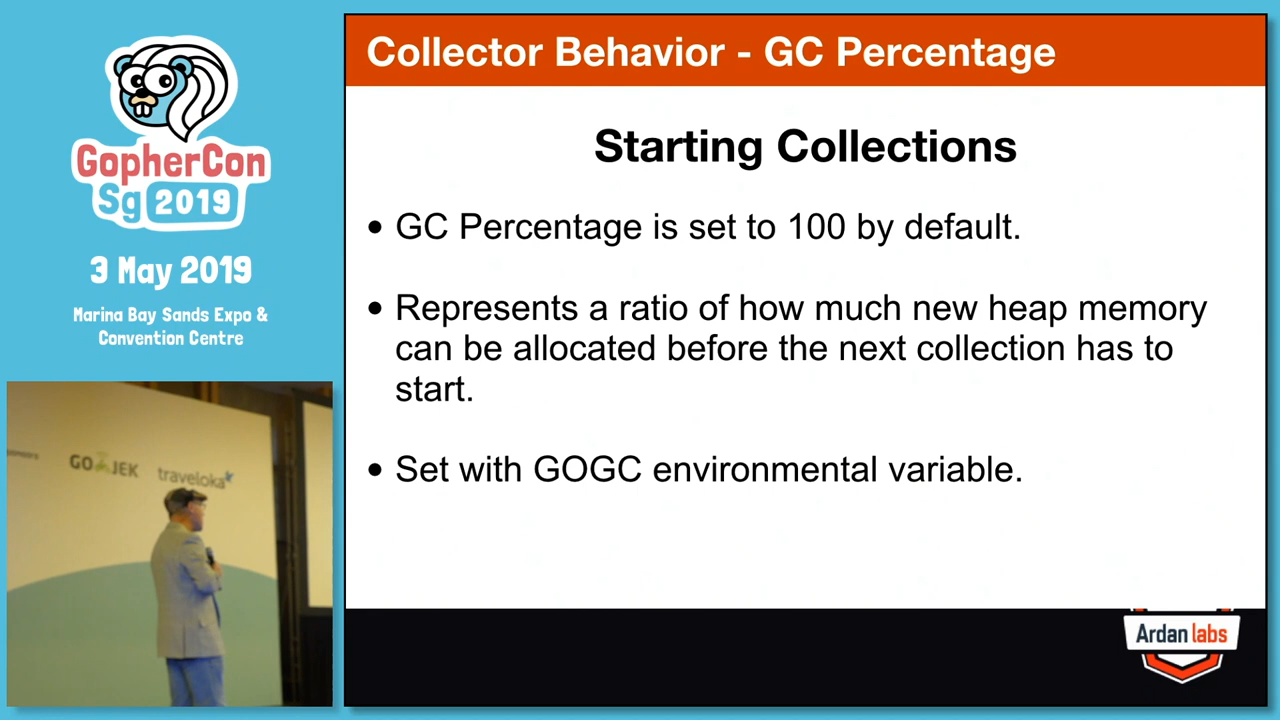 GopherCon
Sg 2019
3 May 2019
Marina Bay Sands Expo &
Convention Centre
GO JEK
traveloka
Collector Behavior - GC Percentage
Starting Collections
• GC Percentage is set to 100 by default.
• Represents a ratio of how much new heap memory
can be allocated before the next collection has to
start.
• Set with GOGC environmental variable.
Ardan labs